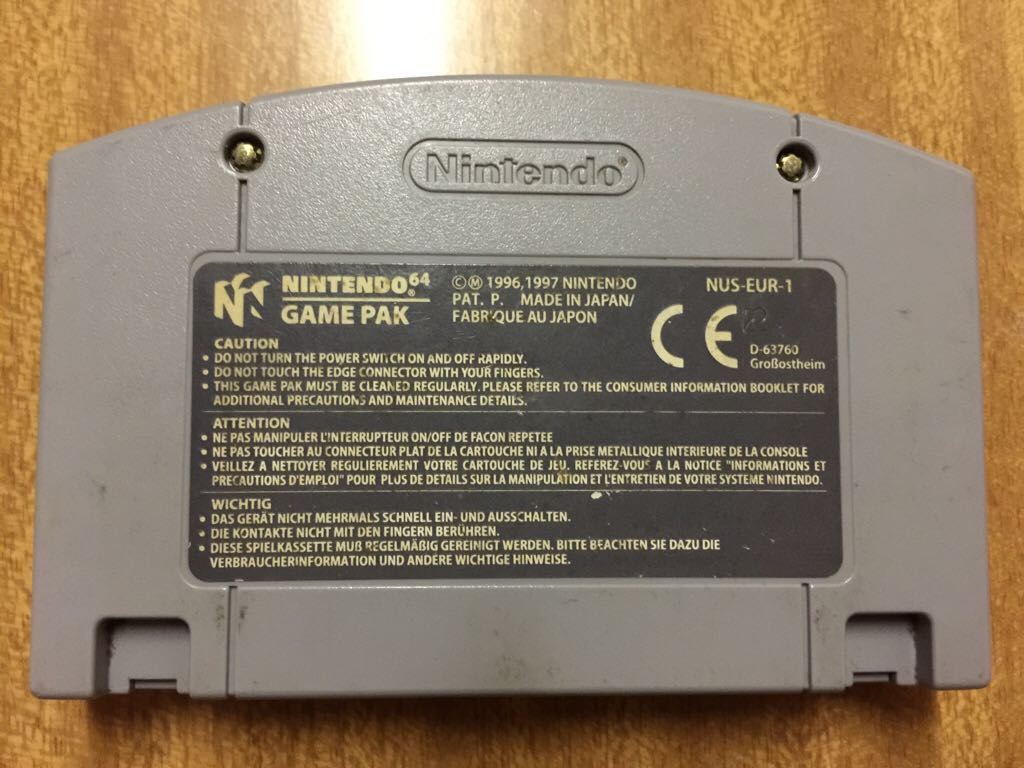 Nintendo®
NINTENDO⁶⁴®
GAME PAK
©Ⓜ 1996,1997 NINTENDO
PAT. P. MADE IN JAPAN/
FABRIQUE AU JAPON
NUS-EUR-1
CE
D-63760
Großostheim
CAUTION
• DO NOT TURN THE POWER SWITCH ON AND OFF RAPIDLY.
• DO NOT TOUCH THE EDGE CONNECTOR WITH YOUR FINGERS.
• THIS GAME PAK MUST BE CLEANED REGULARLY. PLEASE REFER TO THE CONSUMER INFORMATION BOOKLET FOR
ADDITIONAL PRECAUTIONS AND MAINTENANCE DETAILS.
ATTENTION
• NE PAS MANIPULER L'INTERRUPTEUR ON/OFF DE FACON REPETEE
• NE PAS TOUCHER AU CONNECTEUR PLAT DE LA CARTOUCHE NI A LA PRISE METALLIQUE INTERIEURE DE LA CONSOLE
• VEILLEZ A NETTOYER REGULIEREMENT VOTRE CARTOUCHE DE JEU. REFEREZ-VOUS A LA NOTICE "INFORMATIONS ET
PRECAUTIONS D'EMPLOI" POUR PLUS DE DETAILS SUR LA MANIPULATION ET L'ENTRETIEN DE VOTRE SYSTEME NINTENDO.
WICHTIG
• DAS GERÄT NICHT MEHRMALS SCHNELL EIN- UND AUSSCHALTEN.
• DIE KONTAKTE NICHT MIT DEN FINGERN BERÜHREN.
• DIESE SPIELKASSETTE MUß REGELMÄßIG GEREINIGT WERDEN. BITTE BEACHTEN SIE DAZU DIE
VERBRAUCHERINFORMATION UND ANDERE WICHTIGE HINWEISE.